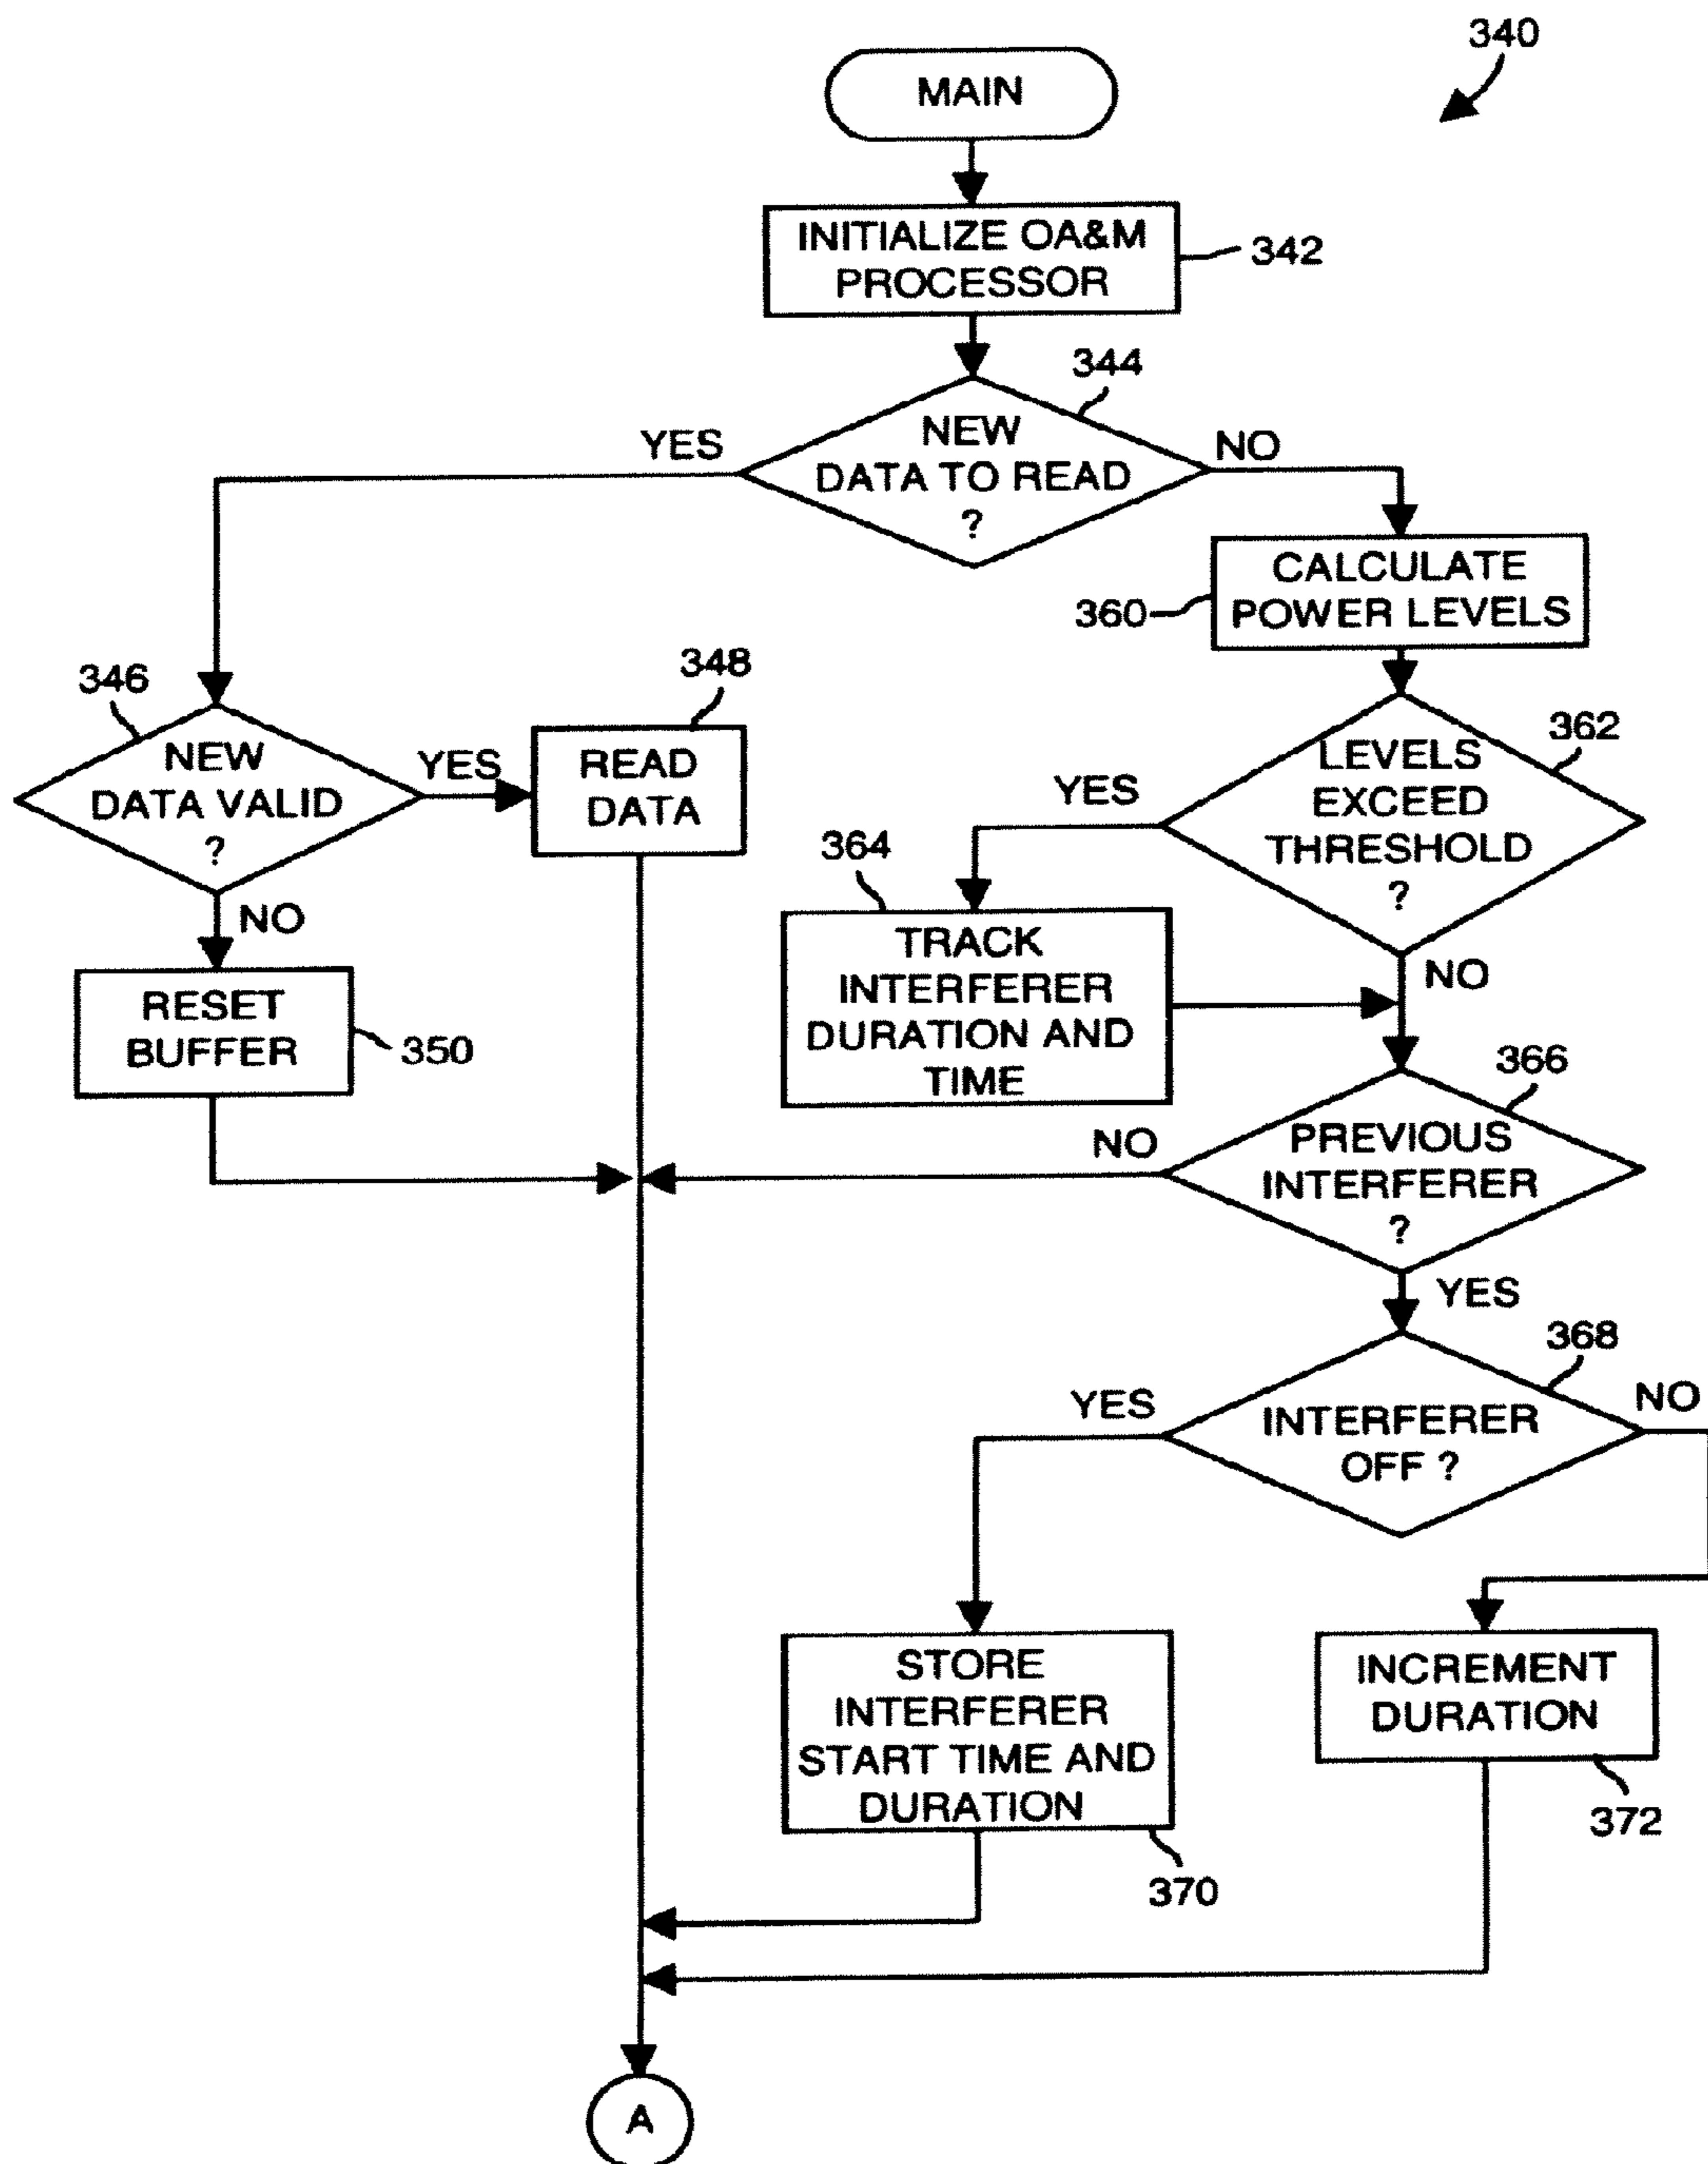 340
MAIN
INITIALIZE OA&M
PROCESSOR
342
344
NEW
DATA TO READ
?
YES
NO
CALCULATE
POWER LEVELS
360
346
NEW
DATA VALID
?
YES
348
READ
DATA
362
LEVELS
EXCEED
THRESHOLD
?
YES
NO
364
TRACK
INTERFERER
DURATION AND
TIME
NO
RESET
BUFFER
350
366
PREVIOUS
INTERFERER
?
NO
YES
368
INTERFERER
OFF ?
YES
NO
STORE
INTERFERER
START TIME AND
DURATION
370
INCREMENT
DURATION
372
A